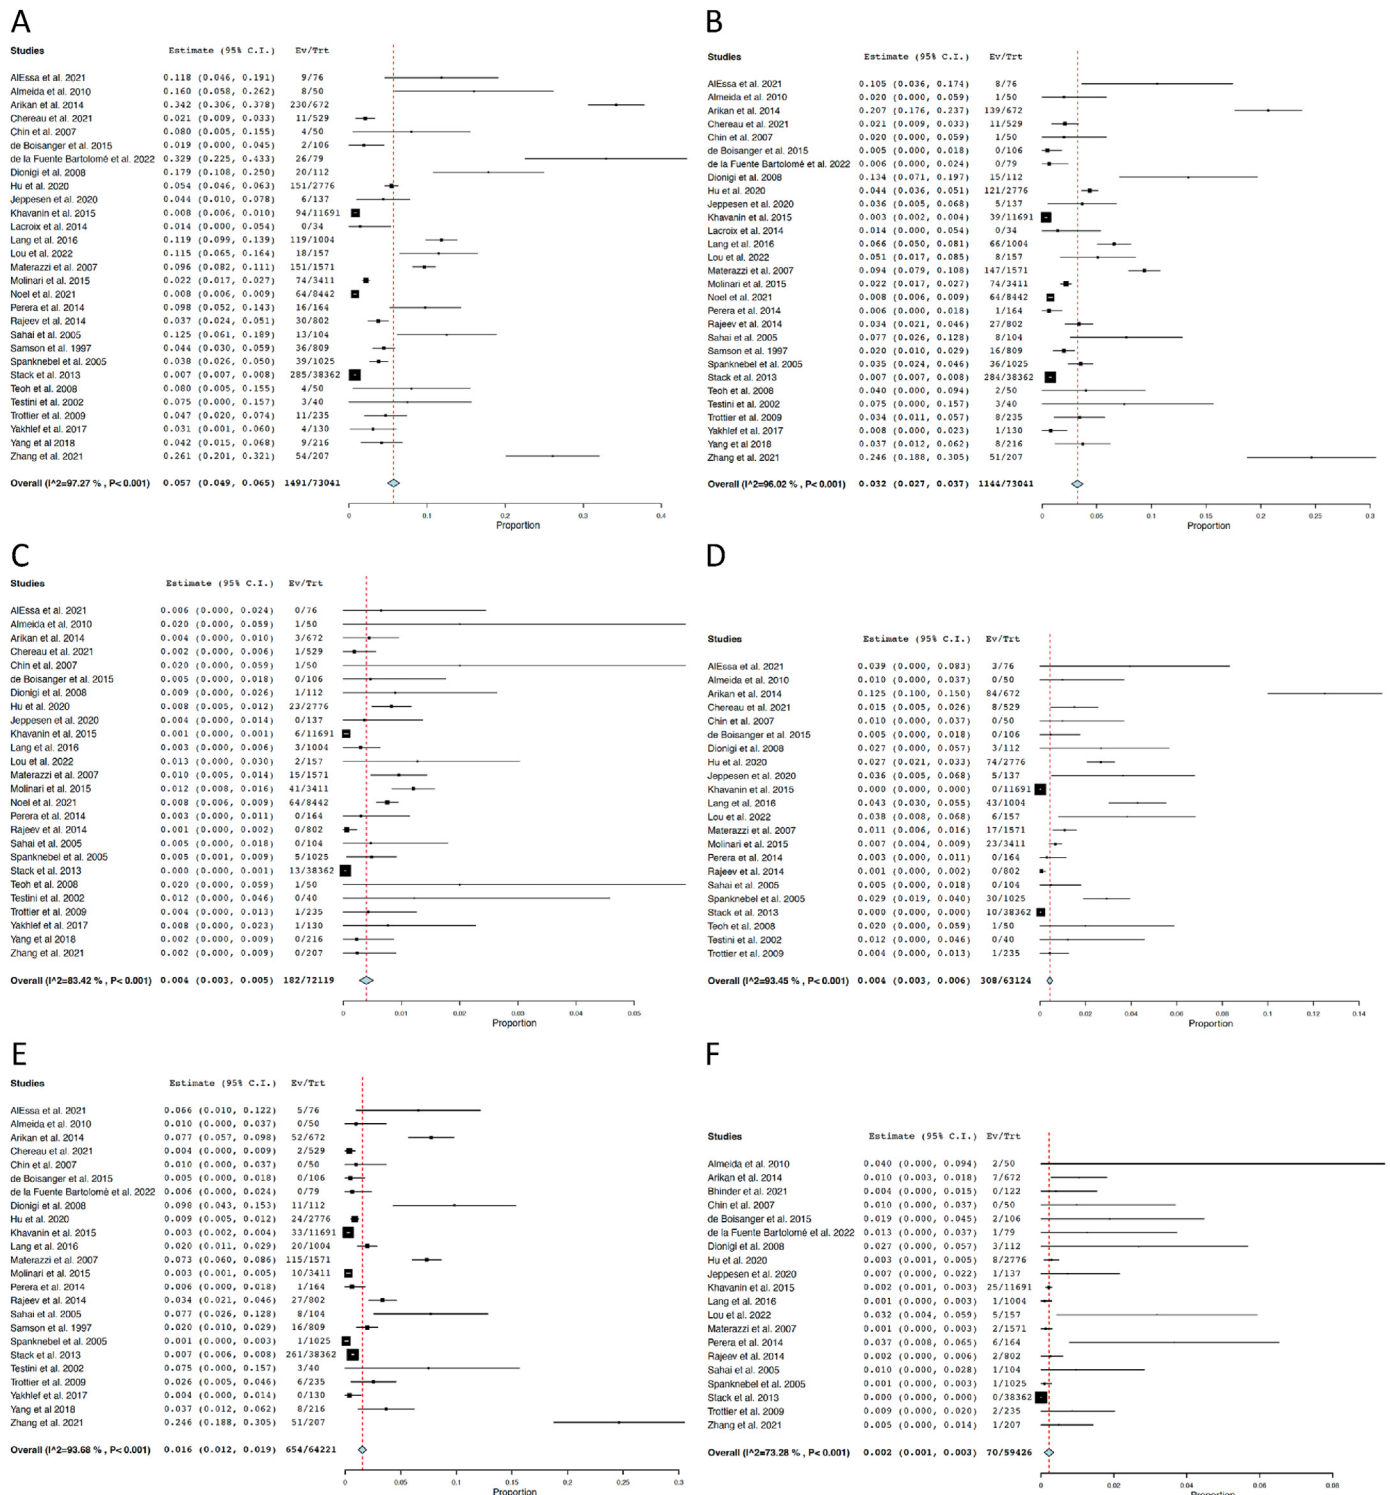 A
Studies Estimate (95% C.I.) Ev/Trt
AlEssa et al. 2021 0.118 (0.046, 0.191) 9/76
Almeida et al. 2010 0.160 (0.058, 0.262) 8/50
Arikan et al. 2014 0.342 (0.306, 0.378) 230/672
Chereau et al. 2021 0.021 (0.009, 0.033) 11/529
Chin et al. 2007 0.080 (0.005, 0.155) 4/50
de Boisanger et al. 2015 0.019 (0.000, 0.045) 2/106
de la Fuente Bartolomé et al. 2022 0.329 (0.225, 0.433) 26/79
Dionigi et al. 2008 0.179 (0.108, 0.250) 20/112
Hu et al. 2020 0.054 (0.046, 0.063) 151/2776
Jeppesen et al. 2020 0.044 (0.010, 0.078) 6/137
Khavanin et al. 2015 0.008 (0.006, 0.010) 94/11691
Lacroix et al. 2014 0.014 (0.000, 0.054) 0/34
Lang et al. 2016 0.119 (0.099, 0.139) 119/1004
Lou et al. 2022 0.115 (0.065, 0.164) 18/157
Materazzi et al. 2007 0.096 (0.082, 0.111) 151/1571
Molinari et al. 2015 0.022 (0.017, 0.027) 74/3411
Noel et al. 2021 0.008 (0.006, 0.009) 64/8442
Perera et al. 2014 0.098 (0.052, 0.143) 16/164
Rajeev et al. 2014 0.037 (0.024, 0.051) 30/802
Sahai et al. 2005 0.125 (0.061, 0.189) 13/104
Samson et al. 1997 0.044 (0.030, 0.059) 36/809
Spanknebel et al. 2005 0.038 (0.026, 0.050) 39/1025
Stack et al. 2013 0.007 (0.007, 0.008) 285/38362
Teoh et al. 2008 0.080 (0.005, 0.155) 4/50
Testini et al. 2002 0.075 (0.000, 0.157) 3/40
Trottier et al. 2009 0.047 (0.020, 0.074) 11/235
Yakhlef et al. 2017 0.031 (0.001, 0.060) 4/130
Yang et al 2018 0.042 (0.015, 0.068) 9/216
Zhang et al. 2021 0.261 (0.201, 0.321) 54/207
Overall (I^2=97.27 % , P< 0.001) 0.057 (0.049, 0.065) 1491/73041
0 0.1 0.2 0.3 0.4
Proportion
B
Studies Estimate (95% C.I.) Ev/Trt
AlEssa et al. 2021 0.105 (0.036, 0.174) 8/76
Almeida et al. 2010 0.020 (0.000, 0.059) 1/50
Arikan et al. 2014 0.207 (0.176, 0.237) 139/672
Chereau et al. 2021 0.021 (0.009, 0.033) 11/529
Chin et al. 2007 0.020 (0.000, 0.059) 1/50
de Boisanger et al. 2015 0.005 (0.000, 0.018) 0/106
de la Fuente Bartolomé et al. 2022 0.006 (0.000, 0.024) 0/79
Dionigi et al. 2008 0.134 (0.071, 0.197) 15/112
Hu et al. 2020 0.044 (0.036, 0.051) 121/2776
Jeppesen et al. 2020 0.036 (0.005, 0.068) 5/137
Khavanin et al. 2015 0.003 (0.002, 0.004) 39/11691
Lacroix et al. 2014 0.014 (0.000, 0.054) 0/34
Lang et al. 2016 0.066 (0.050, 0.081) 66/1004
Lou et al. 2022 0.051 (0.017, 0.085) 8/157
Materazzi et al. 2007 0.094 (0.079, 0.108) 147/1571
Molinari et al. 2015 0.022 (0.017, 0.027) 74/3411
Noel et al. 2021 0.008 (0.006, 0.009) 64/8442
Perera et al. 2014 0.006 (0.000, 0.018) 1/164
Rajeev et al. 2014 0.034 (0.021, 0.046) 27/802
Sahai et al. 2005 0.077 (0.026, 0.128) 8/104
Samson et al. 1997 0.020 (0.010, 0.029) 16/809
Spanknebel et al. 2005 0.035 (0.024, 0.046) 36/1025
Stack et al. 2013 0.007 (0.007, 0.008) 284/38362
Teoh et al. 2008 0.040 (0.000, 0.094) 2/50
Testini et al. 2002 0.075 (0.000, 0.157) 3/40
Trottier et al. 2009 0.034 (0.011, 0.057) 8/235
Yakhlef et al. 2017 0.008 (0.000, 0.023) 1/130
Yang et al 2018 0.037 (0.012, 0.062) 8/216
Zhang et al. 2021 0.246 (0.188, 0.305) 51/207
Overall (I^2=96.02 % , P< 0.001) 0.032 (0.027, 0.037) 1144/73041
0 0.05 0.1 0.15 0.2 0.25 0.3
Proportion
C
Studies Estimate (95% C.I.) Ev/Trt
AlEssa et al. 2021 0.006 (0.000, 0.024) 0/76
Almeida et al. 2010 0.020 (0.000, 0.059) 1/50
Arikan et al. 2014 0.004 (0.000, 0.010) 3/672
Chereau et al. 2021 0.002 (0.000, 0.006) 1/529
Chin et al. 2007 0.020 (0.000, 0.059) 1/50
de Boisanger et al. 2015 0.005 (0.000, 0.018) 0/106
Dionigi et al. 2008 0.009 (0.000, 0.026) 1/112
Hu et al. 2020 0.008 (0.005, 0.012) 23/2776
Jeppesen et al. 2020 0.004 (0.000, 0.014) 0/137
Khavanin et al. 2015 0.001 (0.000, 0.001) 6/11691
Lang et al. 2016 0.003 (0.000, 0.006) 3/1004
Lou et al. 2022 0.013 (0.000, 0.030) 2/157
Materazzi et al. 2007 0.010 (0.005, 0.014) 15/1571
Molinari et al. 2015 0.012 (0.008, 0.016) 41/3411
Noel et al. 2021 0.008 (0.006, 0.009) 64/8442
Perera et al. 2014 0.003 (0.000, 0.011) 0/164
Rajeev et al. 2014 0.001 (0.000, 0.002) 0/802
Sahai et al. 2005 0.005 (0.000, 0.018) 0/104
Spanknebel et al. 2005 0.005 (0.001, 0.009) 5/1025
Stack et al. 2013 0.000 (0.000, 0.001) 13/38362
Teoh et al. 2008 0.020 (0.000, 0.059) 1/50
Testini et al. 2002 0.012 (0.000, 0.046) 0/40
Trottier et al. 2009 0.004 (0.000, 0.013) 1/235
Yakhlef et al. 2017 0.008 (0.000, 0.023) 1/130
Yang et al 2018 0.002 (0.000, 0.009) 0/216
Zhang et al. 2021 0.002 (0.000, 0.009) 0/207
Overall (I^2=83.42 % , P< 0.001) 0.004 (0.003, 0.005) 182/72119
0 0.01 0.02 0.03 0.04 0.05
Proportion
D
Studies Estimate (95% C.I.) Ev/Trt
AlEssa et al. 2021 0.039 (0.000, 0.083) 3/76
Almeida et al. 2010 0.010 (0.000, 0.037) 0/50
Arikan et al. 2014 0.125 (0.100, 0.150) 84/672
Chereau et al. 2021 0.015 (0.005, 0.026) 8/529
Chin et al. 2007 0.010 (0.000, 0.037) 0/50
de Boisanger et al. 2015 0.005 (0.000, 0.018) 0/106
Dionigi et al. 2008 0.027 (0.000, 0.057) 3/112
Hu et al. 2020 0.027 (0.021, 0.033) 74/2776
Jeppesen et al. 2020 0.036 (0.005, 0.068) 5/137
Khavanin et al. 2015 0.000 (0.000, 0.000) 0/11691
Lang et al. 2016 0.043 (0.030, 0.055) 43/1004
Lou et al. 2022 0.038 (0.008, 0.068) 6/157
Materazzi et al. 2007 0.011 (0.006, 0.016) 17/1571
Molinari et al. 2015 0.007 (0.004, 0.009) 23/3411
Perera et al. 2014 0.003 (0.000, 0.011) 0/164
Rajeev et al. 2014 0.001 (0.000, 0.002) 0/802
Sahai et al. 2005 0.005 (0.000, 0.018) 0/104
Spanknebel et al. 2005 0.029 (0.019, 0.040) 30/1025
Stack et al. 2013 0.000 (0.000, 0.000) 10/38362
Teoh et al. 2008 0.020 (0.000, 0.059) 1/50
Testini et al. 2002 0.012 (0.000, 0.046) 0/40
Trottier et al. 2009 0.004 (0.000, 0.013) 1/235
Overall (I^2=93.45 % , P< 0.001) 0.004 (0.003, 0.006) 308/63124
0 0.02 0.04 0.06 0.08 0.1 0.12 0.14
Proportion
E
Studies Estimate (95% C.I.) Ev/Trt
AlEssa et al. 2021 0.066 (0.010, 0.122) 5/76
Almeida et al. 2010 0.010 (0.000, 0.037) 0/50
Arikan et al. 2014 0.077 (0.057, 0.098) 52/672
Chereau et al. 2021 0.004 (0.000, 0.009) 2/529
Chin et al. 2007 0.010 (0.000, 0.037) 0/50
de Boisanger et al. 2015 0.005 (0.000, 0.018) 0/106
de la Fuente Bartolomé et al. 2022 0.006 (0.000, 0.024) 0/79
Dionigi et al. 2008 0.098 (0.043, 0.153) 11/112
Hu et al. 2020 0.009 (0.005, 0.012) 24/2776
Khavanin et al. 2015 0.003 (0.002, 0.004) 33/11691
Lang et al. 2016 0.020 (0.011, 0.029) 20/1004
Materazzi et al. 2007 0.073 (0.060, 0.086) 115/1571
Molinari et al. 2015 0.003 (0.001, 0.005) 10/3411
Perera et al. 2014 0.006 (0.000, 0.018) 1/164
Rajeev et al. 2014 0.034 (0.021, 0.046) 27/802
Sahai et al. 2005 0.077 (0.026, 0.128) 8/104
Samson et al. 1997 0.020 (0.010, 0.029) 16/809
Spanknebel et al. 2005 0.001 (0.000, 0.003) 1/1025
Stack et al. 2013 0.007 (0.006, 0.008) 261/38362
Testini et al. 2002 0.075 (0.000, 0.157) 3/40
Trottier et al. 2009 0.026 (0.005, 0.046) 6/235
Yakhlef et al. 2017 0.004 (0.000, 0.014) 0/130
Yang et al 2018 0.037 (0.012, 0.062) 8/216
Zhang et al. 2021 0.246 (0.188, 0.305) 51/207
Overall (I^2=93.68 % , P< 0.001) 0.016 (0.012, 0.019) 654/64221
0 0.05 0.1 0.15 0.2 0.25 0.3
Proportion
F
Studies Estimate (95% C.I.) Ev/Trt
Almeida et al. 2010 0.040 (0.000, 0.094) 2/50
Arikan et al. 2014 0.010 (0.003, 0.018) 7/672
Bhinder et al. 2021 0.004 (0.000, 0.015) 0/122
Chin et al. 2007 0.010 (0.000, 0.037) 0/50
de Boisanger et al. 2015 0.019 (0.000, 0.045) 2/106
de la Fuente Bartolomé et al. 2022 0.013 (0.000, 0.037) 1/79
Dionigi et al. 2008 0.027 (0.000, 0.057) 3/112
Hu et al. 2020 0.003 (0.001, 0.005) 8/2776
Jeppesen et al. 2020 0.007 (0.000, 0.022) 1/137
Khavanin et al. 2015 0.002 (0.001, 0.003) 25/11691
Lang et al. 2016 0.001 (0.000, 0.003) 1/1004
Lou et al. 2022 0.032 (0.004, 0.059) 5/157
Materazzi et al. 2007 0.001 (0.000, 0.003) 2/1571
Perera et al. 2014 0.037 (0.008, 0.065) 6/164
Rajeev et al. 2014 0.002 (0.000, 0.006) 2/802
Sahai et al. 2005 0.010 (0.000, 0.028) 1/104
Spanknebel et al. 2005 0.001 (0.000, 0.003) 1/1025
Stack et al. 2013 0.000 (0.000, 0.000) 0/38362
Trottier et al. 2009 0.009 (0.000, 0.020) 2/235
Zhang et al. 2021 0.005 (0.000, 0.014) 1/207
Overall (I^2=73.28 % , P< 0.001) 0.002 (0.001, 0.003) 70/59426
0 0.02 0.04 0.06 0.08
Proportion